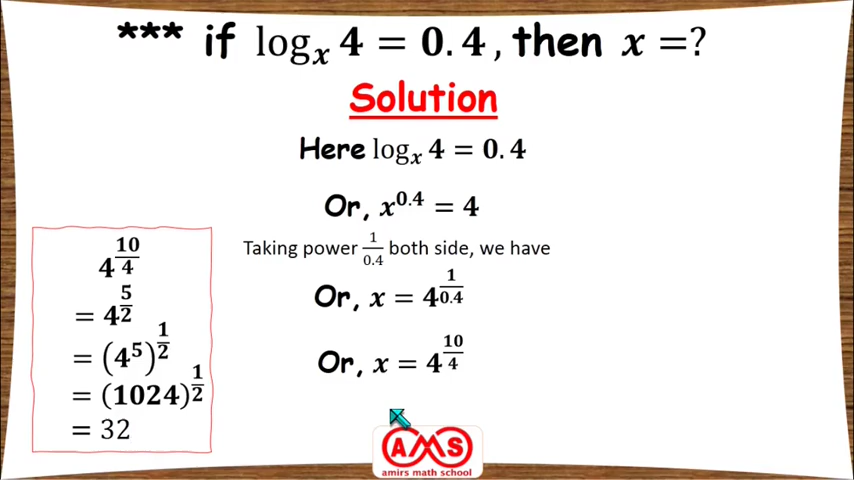 *** if log_x 4 = 0.4, then x =?
Solution
Here log_x 4 = 0.4
Or, x^0.4 = 4
Taking power 1/0.4 both side, we have
Or, x = 4^(1/0.4)
Or, x = 4^(10/4)
4^(10/4)
= 4^(5/2)
= (4^5)^(1/2)
= (1024)^(1/2)
= 32
AMS
amirs math school